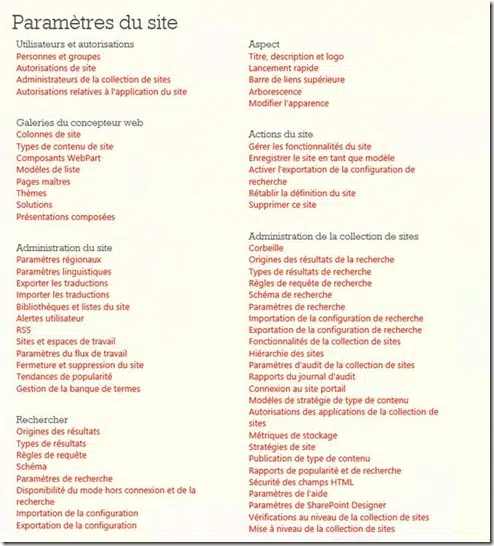 Paramètres du site
Utilisateurs et autorisations
Personnes et groupes
Autorisations de site
Administrateurs de la collection de sites
Autorisations relatives à l'application du site
Galeries du concepteur web
Colonnes de site
Types de contenu de site
Composants WebPart
Modèles de liste
Pages maîtres
Thèmes
Solutions
Présentations composées
Administration du site
Paramètres régionaux
Paramètres linguistiques
Exporter les traductions
Importer les traductions
Bibliothèques et listes du site
Alertes utilisateur
RSS
Sites et espaces de travail
Paramètres du flux de travail
Fermeture et suppression du site
Tendances de popularité
Gestion de la banque de termes
Rechercher
Origines des résultats
Types de résultats
Règles de requête
Schéma
Paramètres de recherche
Disponibilité du mode hors connexion et de la
recherche
Importation de la configuration
Exportation de la configuration
Aspect
Titre, description et logo
Lancement rapide
Barre de liens supérieure
Arborescence
Modifier l'apparence
Actions du site
Gérer les fonctionnalités du site
Enregistrer le site en tant que modèle
Activer l'exportation de la configuration de
recherche
Rétablir la définition du site
Supprimer ce site
Administration de la collection de sites
Corbeille
Origines des résultats de la recherche
Types de résultats de recherche
Règles de requête de recherche
Schéma de recherche
Paramètres de recherche
Importation de la configuration de recherche
Exportation de la configuration de recherche
Fonctionnalités de la collection de sites
Hiérarchie des sites
Paramètres d'audit de la collection de sites
Rapports du journal d'audit
Connexion au site portail
Modèles de stratégie de type de contenu
Autorisations des applications de la collection de
sites
Métriques de stockage
Stratégies de site
Publication de type de contenu
Rapports de popularité et de recherche
Sécurité des champs HTML
Paramètres de l'aide
Paramètres de SharePoint Designer
Vérifications au niveau de la collection de sites
Mise à niveau de la collection de sites